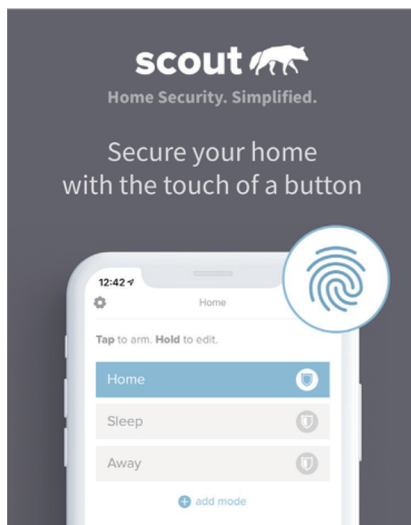 scout
Home Security. Simplified.
Secure your home
with the touch of a button
12:42
Home
Tap to arm. Hold to edit.
Home
Sleep
Away
add mode